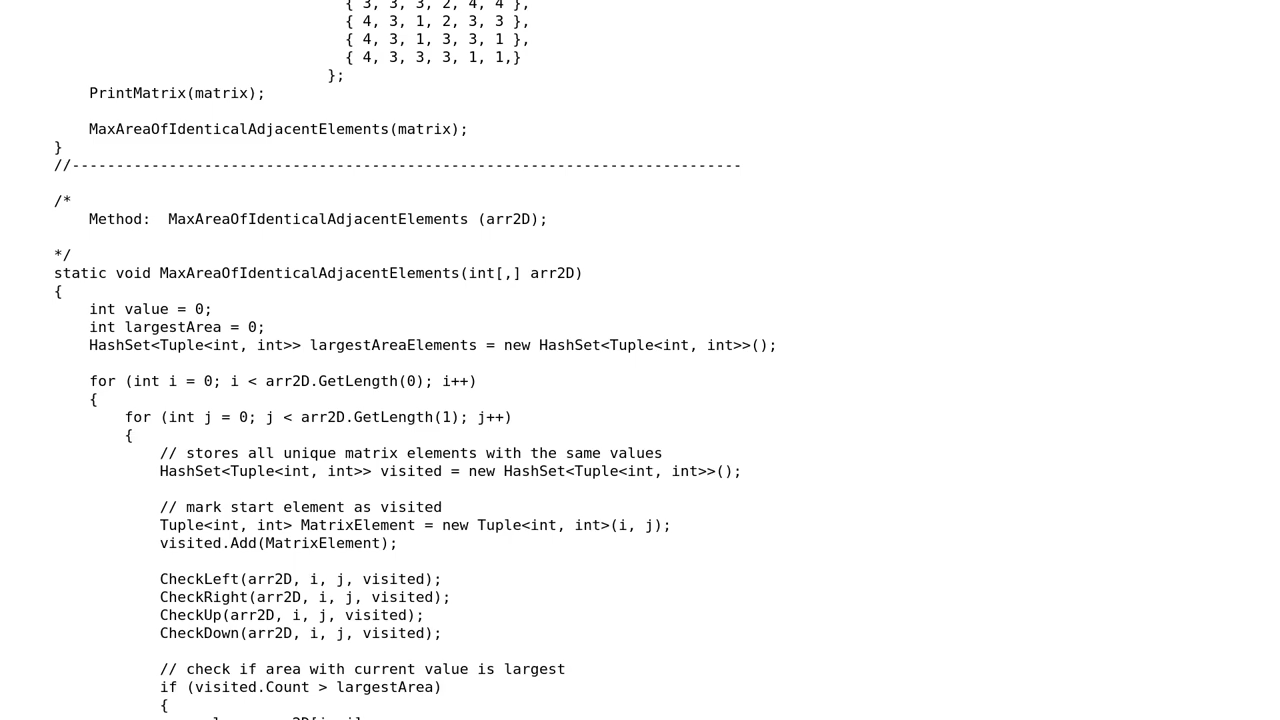 { 3, 3, 3, 2, 4, 4 },
{ 4, 3, 1, 2, 3, 3 },
{ 4, 3, 1, 3, 3, 1 },
{ 4, 3, 3, 3, 1, 1,}
};
PrintMatrix(matrix);
MaxAreaOfIdenticalAdjacentElements(matrix);
}
//----------------------------------------------------------------------------
/*
Method:  MaxAreaOfIdenticalAdjacentElements (arr2D);
*/
static void MaxAreaOfIdenticalAdjacentElements(int[,] arr2D)
{
int value = 0;
int largestArea = 0;
HashSet<Tuple<int, int>> largestAreaElements = new HashSet<Tuple<int, int>>();
for (int i = 0; i < arr2D.GetLength(0); i++)
{
for (int j = 0; j < arr2D.GetLength(1); j++)
{
// stores all unique matrix elements with the same values
HashSet<Tuple<int, int>> visited = new HashSet<Tuple<int, int>>();
// mark start element as visited
Tuple<int, int> MatrixElement = new Tuple<int, int>(i, j);
visited.Add(MatrixElement);
CheckLeft(arr2D, i, j, visited);
CheckRight(arr2D, i, j, visited);
CheckUp(arr2D, i, j, visited);
CheckDown(arr2D, i, j, visited);
// check if area with current value is largest
if (visited.Count > largestArea)
{